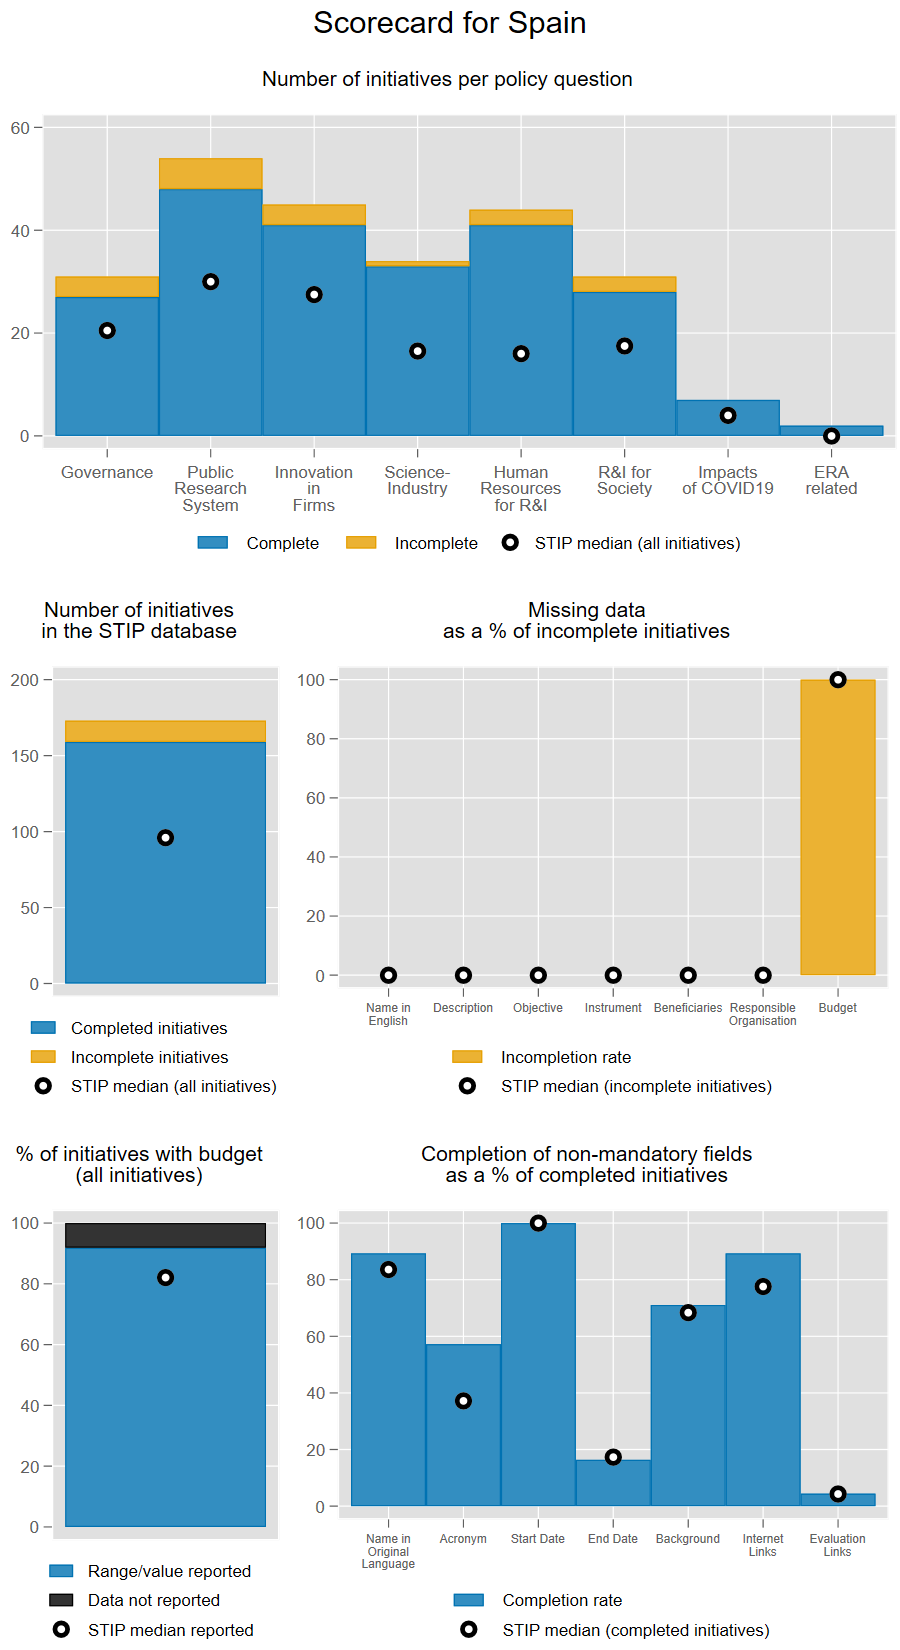 Scorecard for Spain
Number of initiatives per policy question
60
40
20
0
Governance
Public
Research
System
Innovation
in
Firms
Science-
Industry
Human
Resources
for R&I
R&I for
Society
Impacts
of COVID19
ERA
related
Complete
Incomplete
STIP median (all initiatives)
Number of initiatives
in the STIP database
200
150
100
50
0
Completed initiatives
Incomplete initiatives
STIP median (all initiatives)
Missing data
as a % of incomplete initiatives
100
80
60
40
20
0
Name in
English
Description
Objective
Instrument
Beneficiaries
Responsible
Organisation
Budget
Incompletion rate
STIP median (incomplete initiatives)
% of initiatives with budget
(all initiatives)
100
80
60
40
20
0
Range/value reported
Data not reported
STIP median reported
Completion of non-mandatory fields
as a % of completed initiatives
100
80
60
40
20
0
Name in
Original
Language
Acronym
Start Date
End Date
Background
Internet
Links
Evaluation
Links
Completion rate
STIP median (completed initiatives)